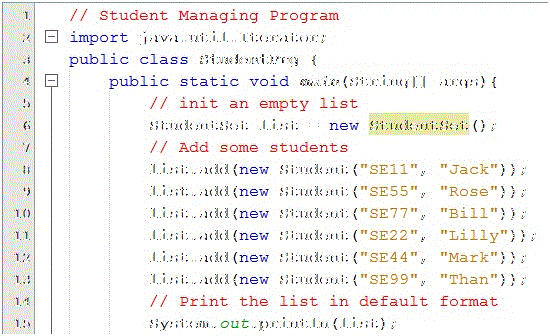 1 // Student Managing Program
2 import java.util.Iterator;
3 public class StudentPrg {
4 public static void main(String[] args){
5 // init an empty list
6 StudentSet list = new StudentSet();
7 // Add some students
8 list.add(new Student("SE11", "Jack"));
9 list.add(new Student("SE55", "Rose"));
10 list.add(new Student("SE77", "Bill"));
11 list.add(new Student("SE22", "Lilly"));
12 list.add(new Student("SE44", "Mark"));
13 list.add(new Student("SE99", "Than"));
14 // Print the list in default format
15 System.out.println(list);